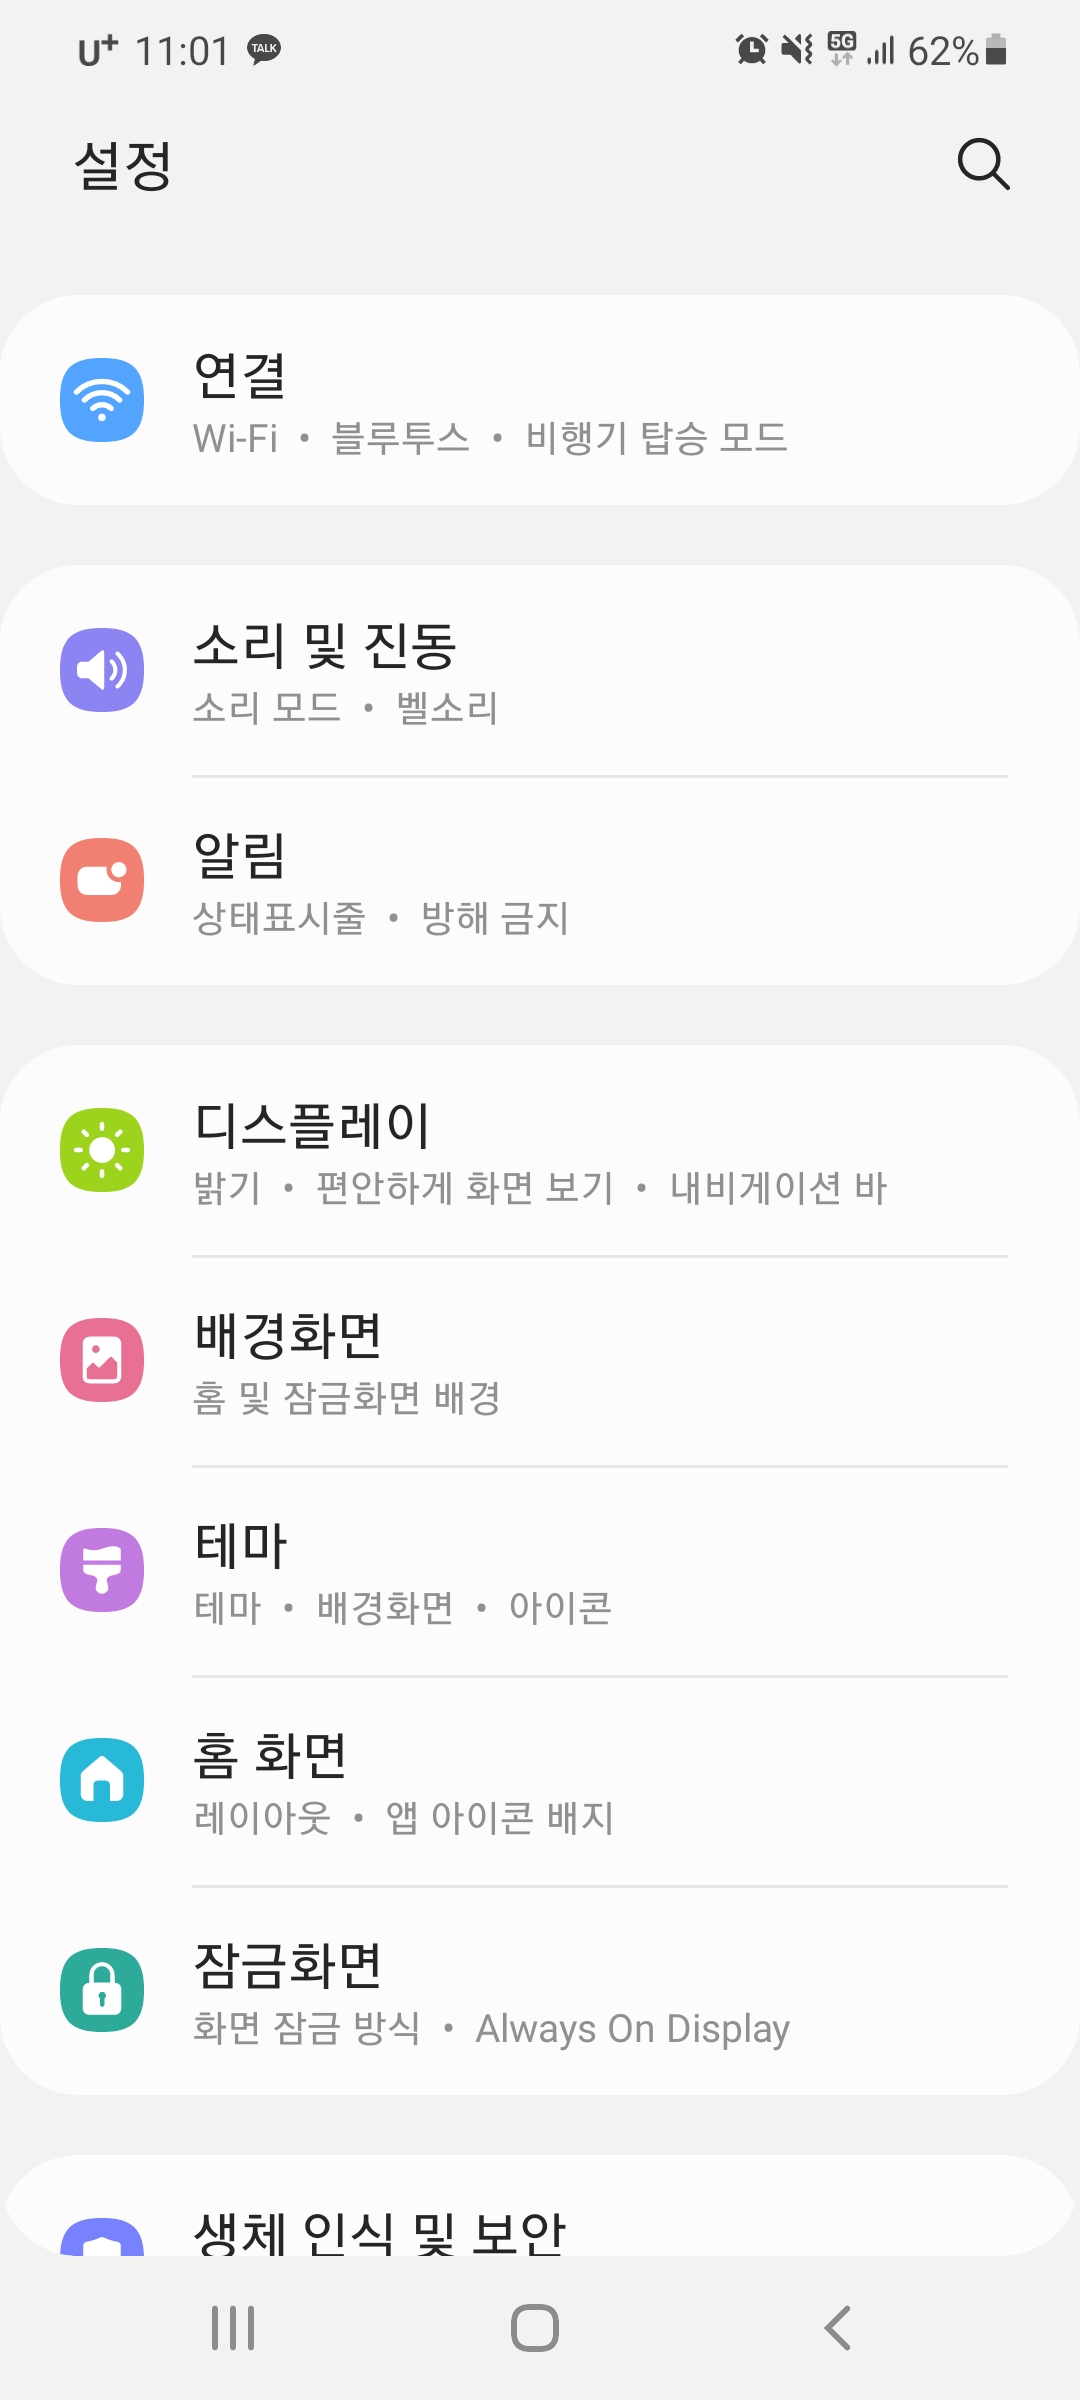 U+ 11:01 TALK 5G 62%
설정
연결
Wi-Fi • 블루투스 • 비행기 탑승 모드
소리 및 진동
소리 모드 • 벨소리
알림
상태표시줄 • 방해 금지
디스플레이
밝기 • 편안하게 화면 보기 • 내비게이션 바
배경화면
홈 및 잠금화면 배경
테마
테마 • 배경화면 • 아이콘
홈 화면
레이아웃 • 앱 아이콘 배지
잠금화면
화면 잠금 방식 • Always On Display
생체 인식 및 보안